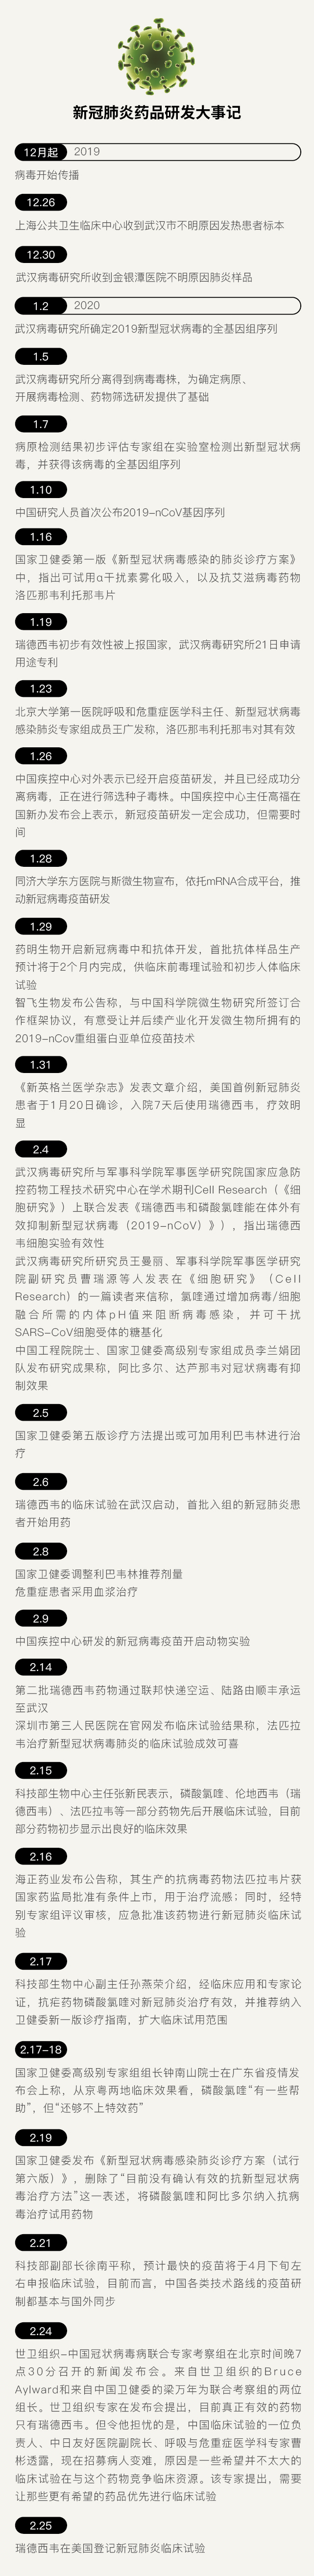 新冠肺炎药品研发大事记
12月起 2019
病毒开始传播
12.26
上海公共卫生临床中心收到武汉市不明原因发热患者标本
12.30
武汉病毒研究所收到金银潭医院不明原因肺炎样品
1.2 2020
武汉病毒研究所确定2019新型冠状病毒的全基因组序列
1.5
武汉病毒研究所分离得到病毒毒株，为确定病原、
开展病毒检测、药物筛选研发提供了基础
1.7
病原检测结果初步评估专家组在实验室检测出新型冠状病
毒，并获得该病毒的全基因组序列
1.10
中国研究人员首次公布2019-nCoV基因序列
1.16
国家卫健委第一版《新型冠状病毒感染的肺炎诊疗方案》
中，指出可试用α干扰素雾化吸入，以及抗艾滋病毒药物
洛匹那韦利托那韦片
1.19
瑞德西韦初步有效性被上报国家，武汉病毒研究所21日申请
用途专利
1.23
北京大学第一医院呼吸和危重症医学科主任、新型冠状病毒
感染肺炎专家组成员王广发称，洛匹那韦利托那韦对其有效
1.26
中国疾控中心对外表示已经开启疫苗研发，并且已经成功分
离病毒，正在进行筛选种子毒株。中国疾控中心主任高福在
国新办发布会上表示，新冠疫苗研发一定会成功，但需要时
间
1.28
同济大学东方医院与斯微生物宣布，依托mRNA合成平台，推
动新冠病毒疫苗研发
1.29
药明生物开启新冠病毒中和抗体开发，首批抗体样品生产
预计将于2个月内完成，供临床前毒理试验和初步人体临床
试验
智飞生物发布公告称，与中国科学院微生物研究所签订合
作框架协议，有意受让并后续产业化开发微生物所拥有的
2019-nCov重组蛋白亚单位疫苗技术
1.31
《新英格兰医学杂志》发表文章介绍，美国首例新冠肺炎
患者于1月20日确诊，入院7天后使用瑞德西韦，疗效明
显
2.4
武汉病毒研究所与军事科学院军事医学研究院国家应急防
控药物工程技术研究中心在学术期刊Cell Research（《细
胞研究》）上联合发表《瑞德西韦和磷酸氯喹能在体外有
效抑制新型冠状病毒（2019-nCoV）》），指出瑞德西
韦细胞实验有效性
武汉病毒研究所研究员王曼丽、军事科学院军事医学研究
院副研究员曹瑞源等人发表在《细胞研究》（Cell
Research）的一篇读者来信称，氯喹通过增加病毒/细胞
融合所需的内体pH值来阻断病毒感染，并可干扰
SARS-CoV细胞受体的糖基化
中国工程院院士、国家卫健委高级别专家组成员李兰娟团
队发布研究成果称，阿比多尔、达芦那韦对冠状病毒有抑
制效果
2.5
国家卫健委第五版诊疗方法提出或可加用利巴韦林进行治
疗
2.6
瑞德西韦的临床试验在武汉启动，首批入组的新冠肺炎患
者开始用药
2.8
国家卫健委调整利巴韦林推荐剂量
危重症患者采用血浆治疗
2.9
中国疾控中心研发的新冠病毒疫苗开启动物实验
2.14
第二批瑞德西韦药物通过联邦快递空运、陆路由顺丰承运
至武汉
深圳市第三人民医院在官网发布临床试验结果称，法匹拉
韦治疗新型冠状病毒肺炎的临床试验成效可喜
2.15
科技部生物中心主任张新民表示，磷酸氯喹、伦地西韦（瑞
德西韦）、法匹拉韦等一部分药物先后开展临床试验，目前
部分药物初步显示出良好的临床效果
2.16
海正药业发布公告称，其生产的抗病毒药物法匹拉韦片获
国家药监局批准有条件上市，用于治疗流感；同时，经特
别专家组评议审核，应急批准该药物进行新冠肺炎临床试
验
2.17
科技部生物中心副主任孙燕荣介绍，经临床应用和专家论
证，抗疟药物磷酸氯喹对新冠肺炎治疗有效，并推荐纳入
卫健委新一版诊疗指南，扩大临床试用范围
2.17-18
国家卫健委高级别专家组组长钟南山院士在广东省疫情发
布会上称，从京粤两地临床效果看，磷酸氯喹“有一些帮
助”，但“还够不上特效药”
2.19
国家卫健委发布《新型冠状病毒感染肺炎诊疗方案（试行
第六版）》，删除了“目前没有确认有效的抗新型冠状病
毒治疗方法”这一表述，将磷酸氯喹和阿比多尔纳入抗病
毒治疗试用药物
2.21
科技部副部长徐南平称，预计最快的疫苗将于4月下旬左
右申报临床试验，目前而言，中国各类技术路线的疫苗研
制都基本与国外同步
2.24
世卫组织-中国冠状病毒病联合专家考察组在北京时间晚7
点30分召开的新闻发布会。来自世卫组织的Bruce
Aylward和来自中国卫健委的梁万年为联合考察组的两位
组长。世卫组织专家在发布会提出，目前真正有效的药物
只有瑞德西韦。但令他担忧的是，中国临床试验的一位负
责人、中日友好医院副院长、呼吸与危重症医学科专家曹
彬透露，现在招募病人变难，原因是一些希望并不太大的
临床试验在与这个药物竞争临床资源。该专家提出，需要
让那些更有希望的药品优先进行临床试验
2.25
瑞德西韦在美国登记新冠肺炎临床试验